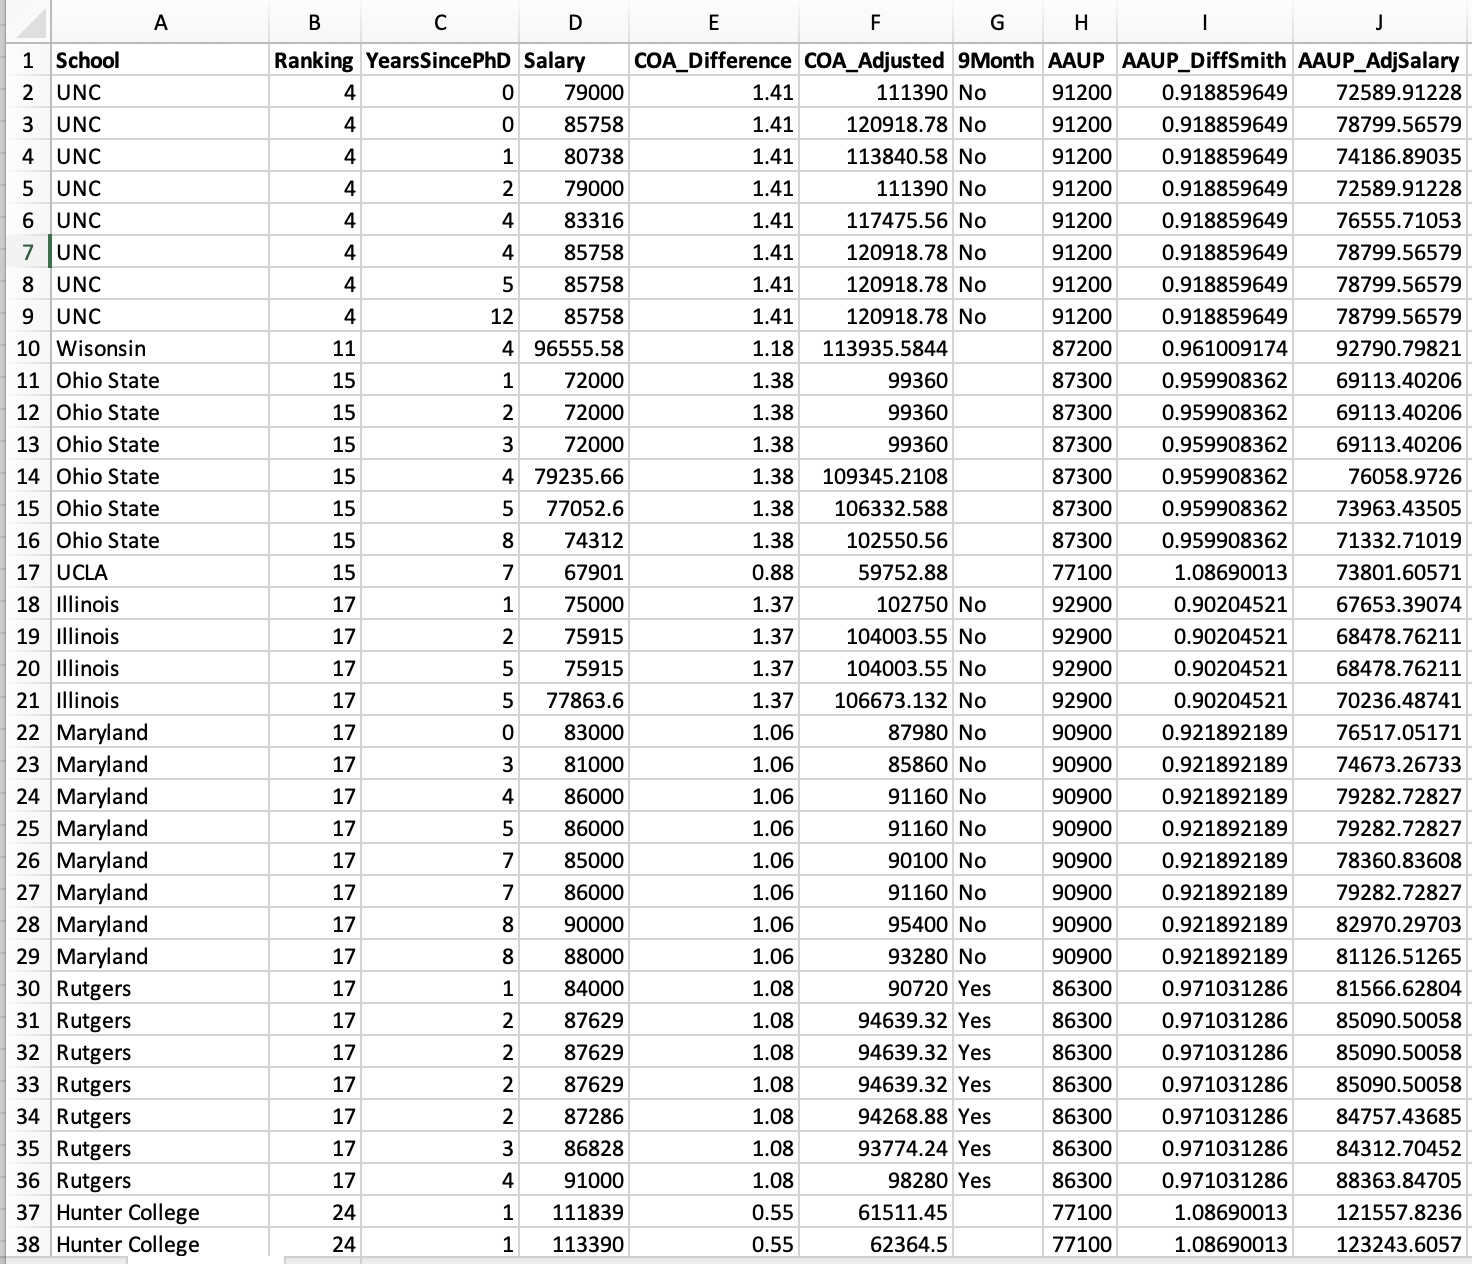 A B C D E F G H I J
1 School Ranking YearsSincePhD Salary COA_Difference COA_Adjusted 9Month AAUP AAUP_DiffSmith AAUP_AdjSalary
2 UNC 4 0 79000 1.41 111390 No 91200 0.918859649 72589.91228
3 UNC 4 0 85758 1.41 120918.78 No 91200 0.918859649 78799.56579
4 UNC 4 1 80738 1.41 113840.58 No 91200 0.918859649 74186.89035
5 UNC 4 2 79000 1.41 111390 No 91200 0.918859649 72589.91228
6 UNC 4 4 83316 1.41 117475.56 No 91200 0.918859649 76555.71053
7 UNC 4 4 85758 1.41 120918.78 No 91200 0.918859649 78799.56579
8 UNC 4 5 85758 1.41 120918.78 No 91200 0.918859649 78799.56579
9 UNC 4 12 85758 1.41 120918.78 No 91200 0.918859649 78799.56579
10 Wisonsin 11 4 96555.58 1.18 113935.5844 87200 0.961009174 92790.79821
11 Ohio State 15 1 72000 1.38 99360 87300 0.959908362 69113.40206
12 Ohio State 15 2 72000 1.38 99360 87300 0.959908362 69113.40206
13 Ohio State 15 3 72000 1.38 99360 87300 0.959908362 69113.40206
14 Ohio State 15 4 79235.66 1.38 109345.2108 87300 0.959908362 76058.9726
15 Ohio State 15 5 77052.6 1.38 106332.588 87300 0.959908362 73963.43505
16 Ohio State 15 8 74312 1.38 102550.56 87300 0.959908362 71332.71019
17 UCLA 15 7 67901 0.88 59752.88 77100 1.08690013 73801.60571
18 Illinois 17 1 75000 1.37 102750 No 92900 0.90204521 67653.39074
19 Illinois 17 2 75915 1.37 104003.55 No 92900 0.90204521 68478.76211
20 Illinois 17 5 75915 1.37 104003.55 No 92900 0.90204521 68478.76211
21 Illinois 17 5 77863.6 1.37 106673.132 No 92900 0.90204521 70236.48741
22 Maryland 17 0 83000 1.06 87980 No 90900 0.921892189 76517.05171
23 Maryland 17 3 81000 1.06 85860 No 90900 0.921892189 74673.26733
24 Maryland 17 4 86000 1.06 91160 No 90900 0.921892189 79282.72827
25 Maryland 17 5 86000 1.06 91160 No 90900 0.921892189 79282.72827
26 Maryland 17 7 85000 1.06 90100 No 90900 0.921892189 78360.83608
27 Maryland 17 7 86000 1.06 91160 No 90900 0.921892189 79282.72827
28 Maryland 17 8 90000 1.06 95400 No 90900 0.921892189 82970.29703
29 Maryland 17 8 88000 1.06 93280 No 90900 0.921892189 81126.51265
30 Rutgers 17 1 84000 1.08 90720 Yes 86300 0.971031286 81566.62804
31 Rutgers 17 2 87629 1.08 94639.32 Yes 86300 0.971031286 85090.50058
32 Rutgers 17 2 87629 1.08 94639.32 Yes 86300 0.971031286 85090.50058
33 Rutgers 17 2 87629 1.08 94639.32 Yes 86300 0.971031286 85090.50058
34 Rutgers 17 2 87286 1.08 94268.88 Yes 86300 0.971031286 84757.43685
35 Rutgers 17 3 86828 1.08 93774.24 Yes 86300 0.971031286 84312.70452
36 Rutgers 17 4 91000 1.08 98280 Yes 86300 0.971031286 88363.84705
37 Hunter College 24 1 111839 0.55 61511.45 77100 1.08690013 121557.8236
38 Hunter College 24 1 113390 0.55 62364.5 77100 1.08690013 123243.6057